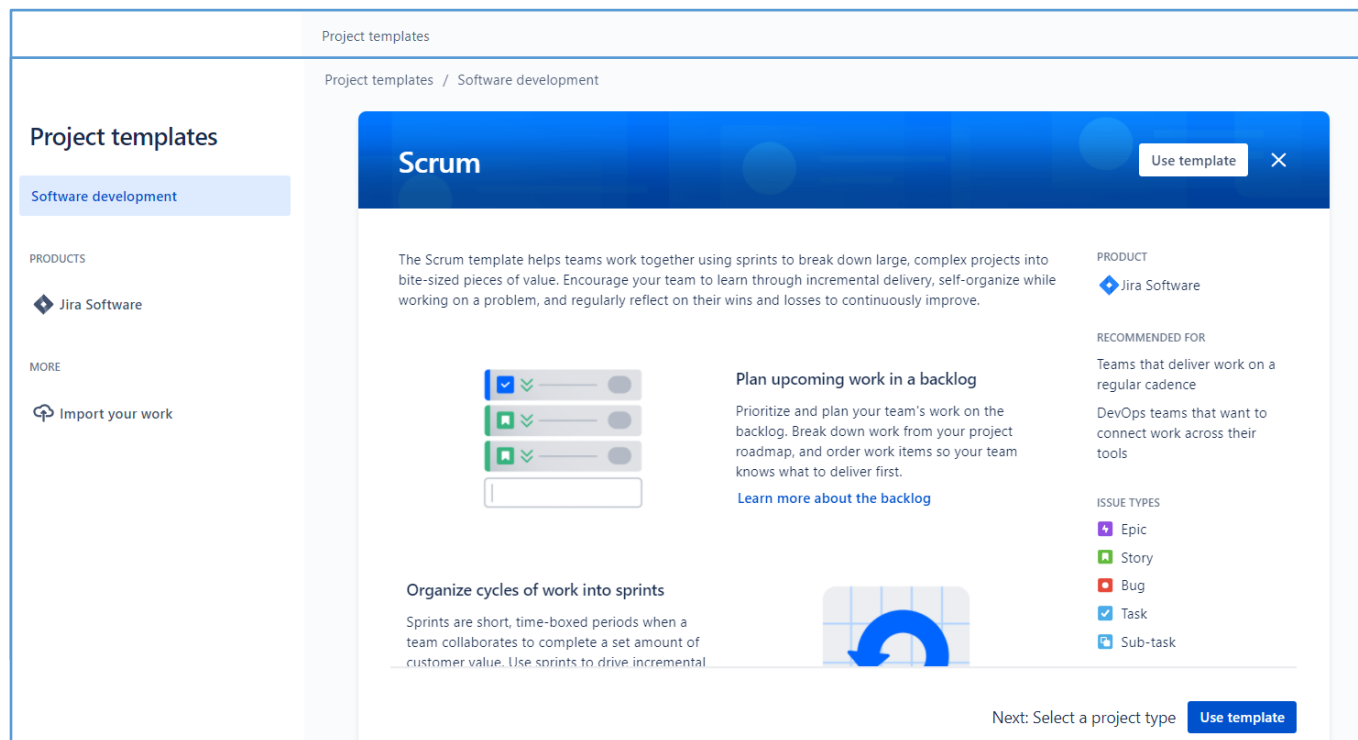 Project templates
Project templates / Software development
Project templates
Software development
PRODUCTS
Jira Software
MORE
Import your work
Scrum
Use template
The Scrum template helps teams work together using sprints to break down large, complex projects into
bite-sized pieces of value. Encourage your team to learn through incremental delivery, self-organize while
working on a problem, and regularly reflect on their wins and losses to continuously improve.
Plan upcoming work in a backlog
Prioritize and plan your team's work on the
backlog. Break down work from your project
roadmap, and order work items so your team
knows what to deliver first.
Learn more about the backlog
Organize cycles of work into sprints
Sprints are short, time-boxed periods when a
team collaborates to complete a set amount of
customer value. Use sprints to drive incremental
PRODUCT
Jira Software
RECOMMENDED FOR
Teams that deliver work on a
regular cadence
DevOps teams that want to
connect work across their
tools
ISSUE TYPES
Epic
Story
Bug
Task
Sub-task
Next: Select a project type
Use template